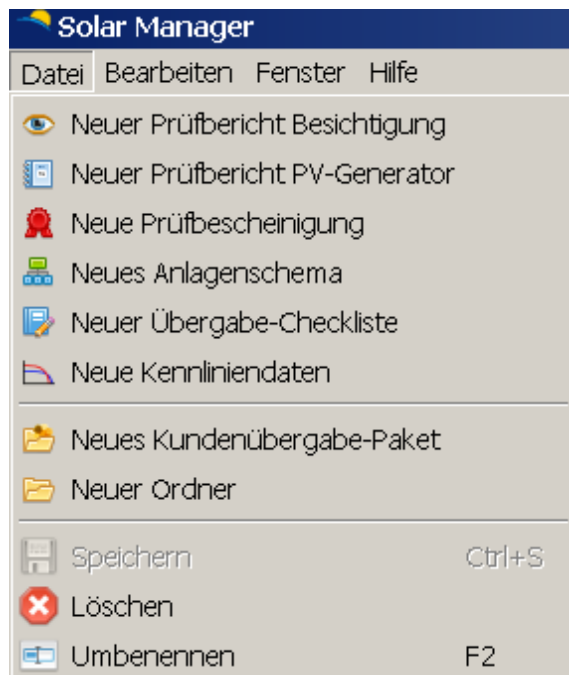 Solar Manager
Datei Bearbeiten Fenster Hilfe
Neuer Prüfbericht Besichtigung
Neuer Prüfbericht PV-Generator
Neue Prüfbescheinigung
Neues Anlagenschema
Neuer Übergabe-Checkliste
Neue Kennliniendaten
Neues Kundenübergabe-Paket
Neuer Ordner
Speichern Ctrl+S
Löschen
Umbenennen F2